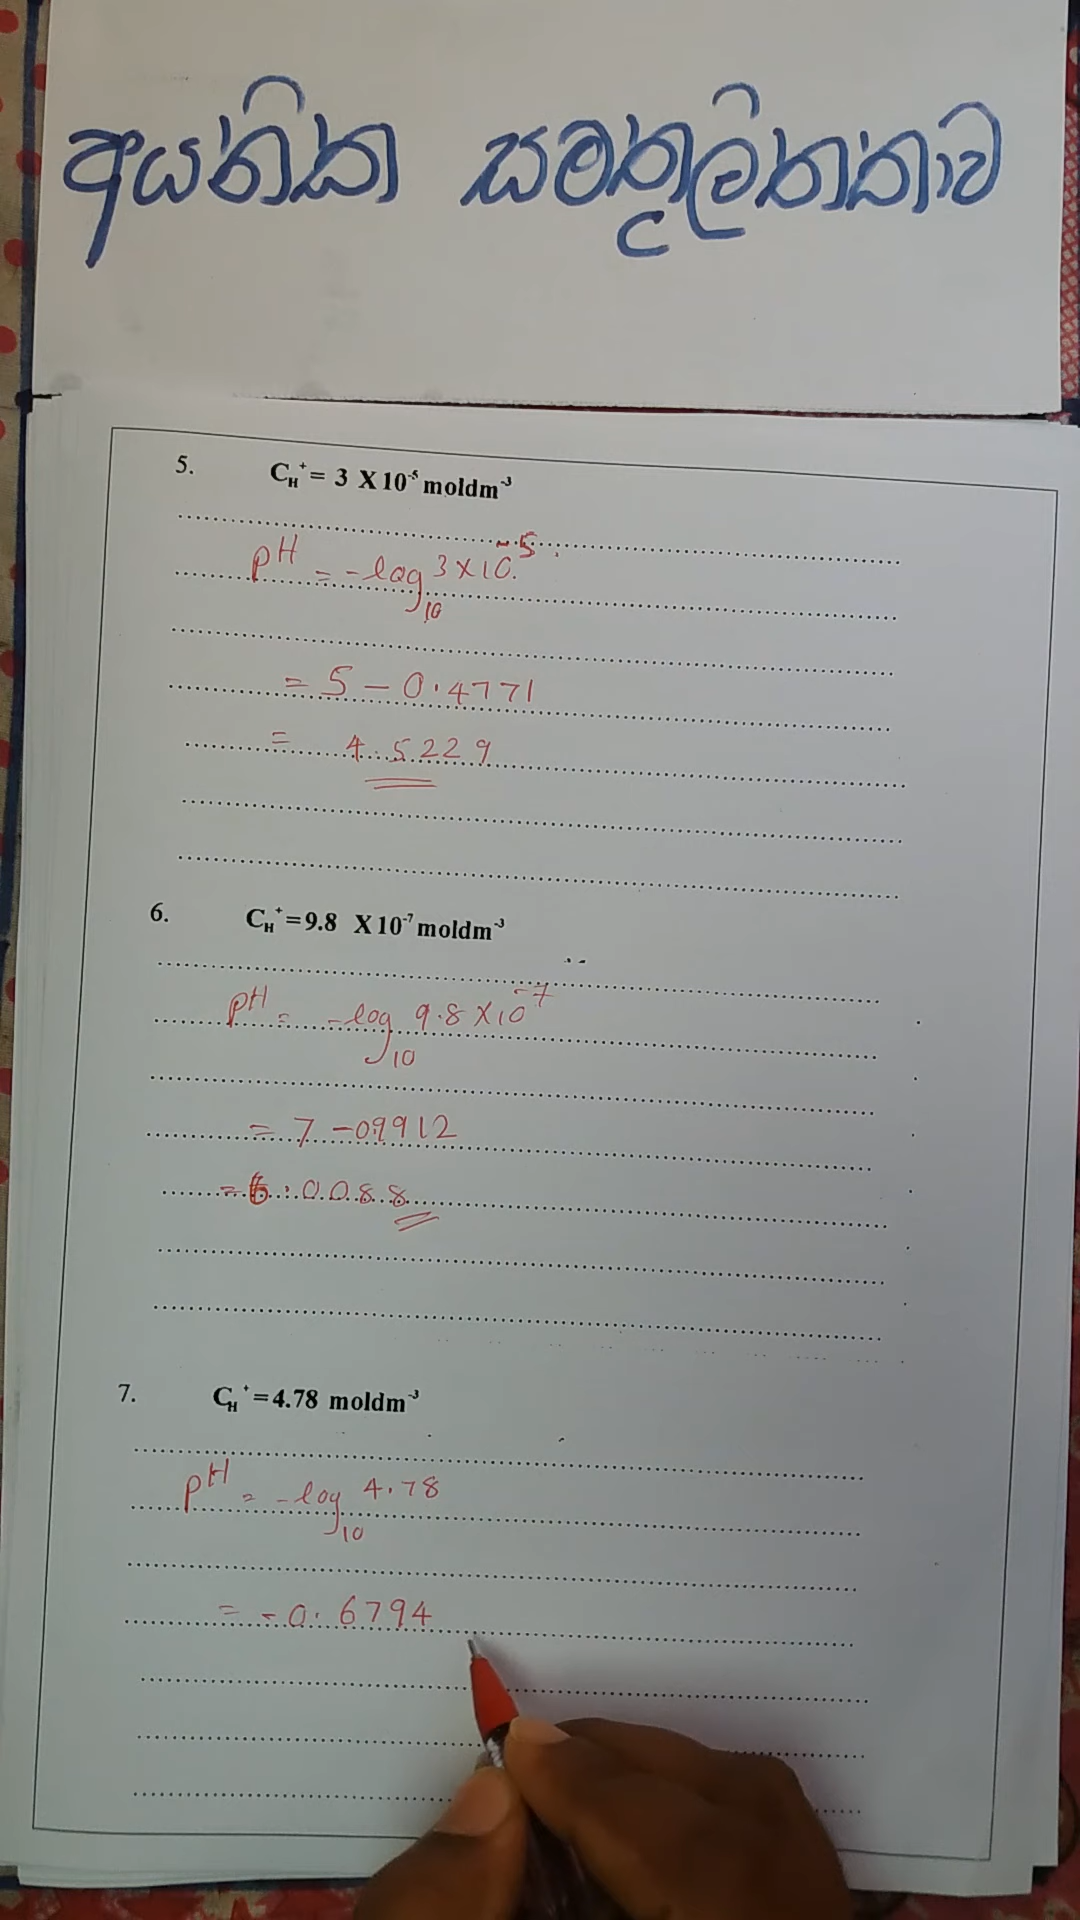 අයනික සමතුලිතතාව
5. C_H⁺ = 3 X 10⁻⁵ moldm⁻³
pH = -log₁₀ 3 × 10⁻⁵
= 5 - 0.4771
= 4.5229
6. C_H⁺ = 9.8 X 10⁻⁷ moldm⁻³
pH = -log₁₀ 9.8 × 10⁻⁷
= 7 - 09912
= 6.0088
7. C_H⁺ = 4.78 moldm⁻³
pH = -log₁₀ 4.78
= -0.6794